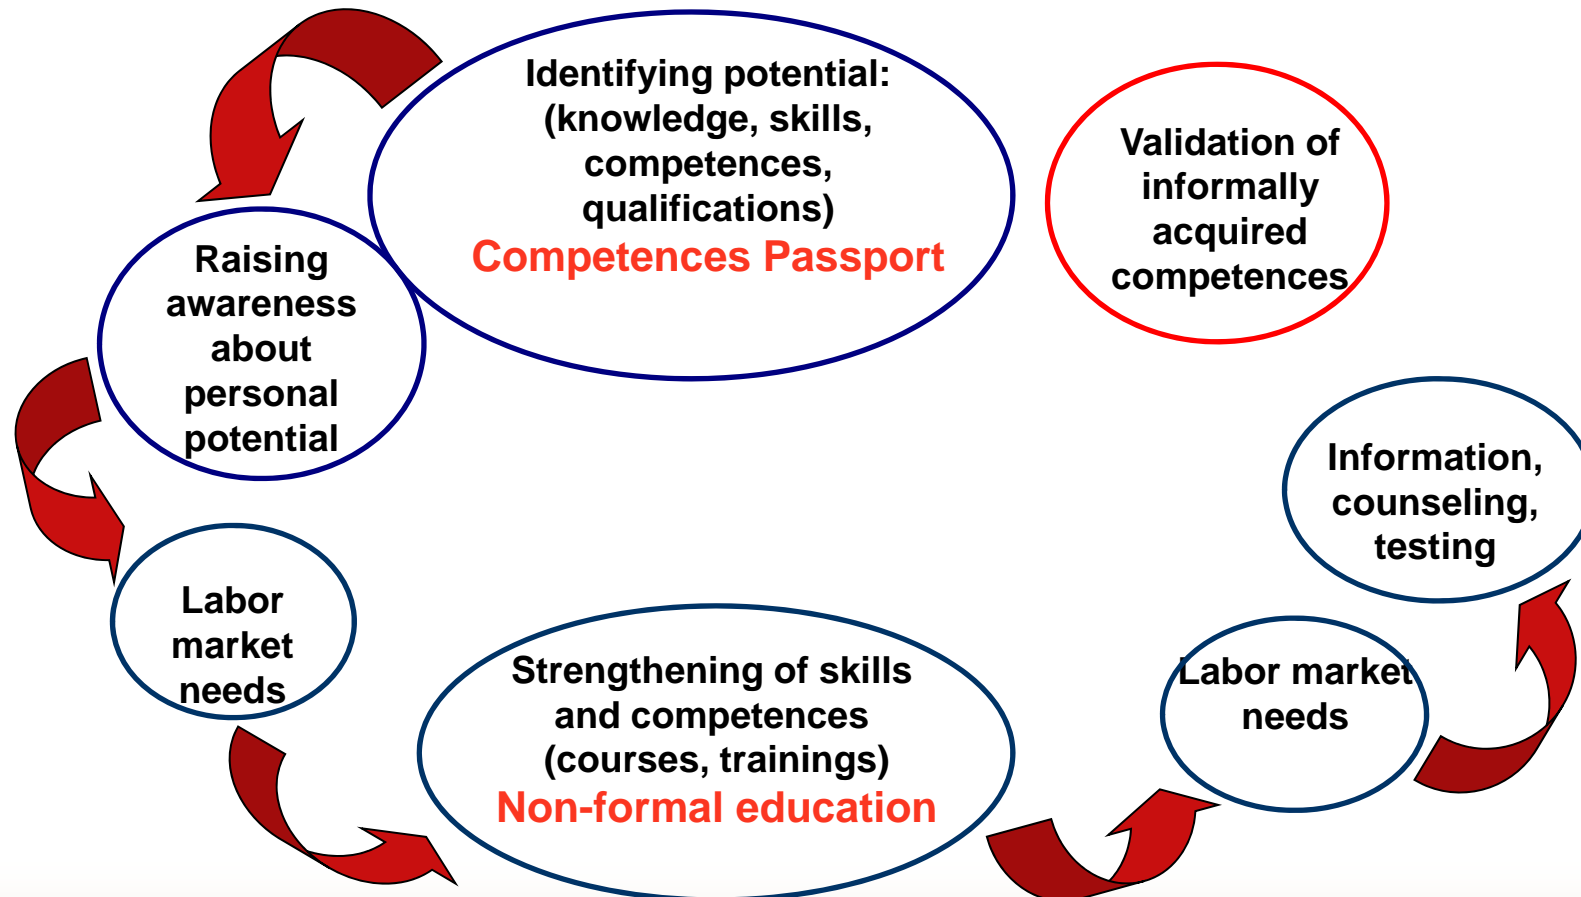 Identifying potential:
(knowledge, skills,
competences,
qualifications)
Competences Passport
Validation of
informally
acquired
competences
Raising
awareness
about
personal
potential
Information,
counseling,
testing
Labor
market
needs
Strengthening of skills
and competences
(courses, trainings)
Non-formal education
Labor market
needs